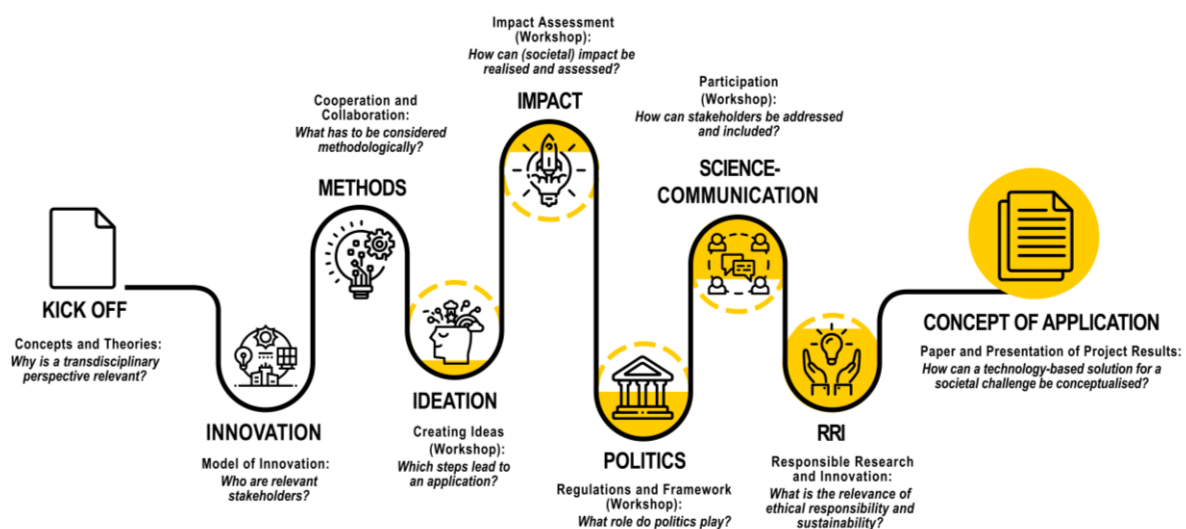 KICK OFF
Concepts and Theories:
Why is a transdisciplinary
perspective relevant?
INNOVATION
Model of Innovation:
Who are relevant
stakeholders?
Cooperation and
Collaboration:
What has to be considered
methodologically?
METHODS
IDEATION
Creating Ideas
(Workshop):
Which steps lead to
an application?
Impact Assessment
(Workshop):
How can (societal) impact be
realised and assessed?
IMPACT
POLITICS
Regulations and Framework
(Workshop):
What role do politics play?
Participation
(Workshop):
How can stakeholders be addressed
and included?
SCIENCE-
COMMUNICATION
RRI
Responsible Research
and Innovation:
What is the relevance of
ethical responsibility and
sustainability?
CONCEPT OF APPLICATION
Paper and Presentation of Project Results:
How can a technology-based solution for a
societal challenge be conceptualised?